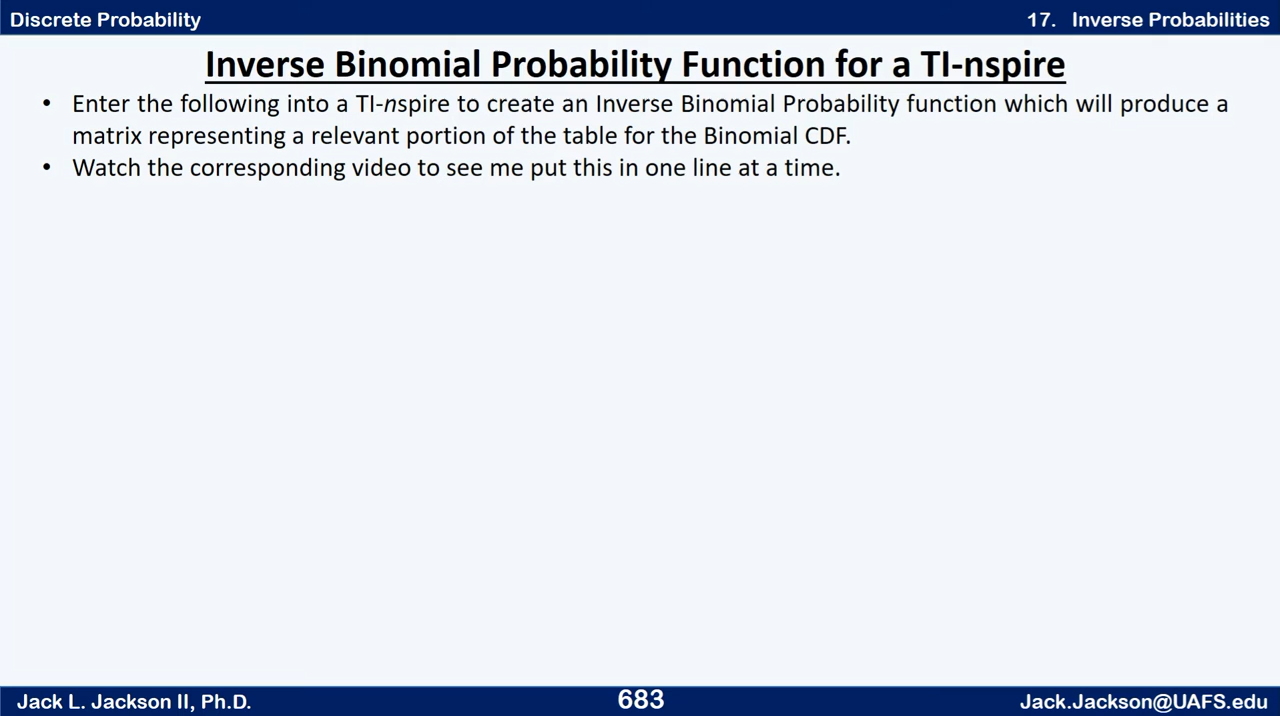 Discrete Probability
17. Inverse Probabilities
Inverse Binomial Probability Function for a TI-nspire
• Enter the following into a TI-nspire to create an Inverse Binomial Probability function which will produce a
matrix representing a relevant portion of the table for the Binomial CDF.
• Watch the corresponding video to see me put this in one line at a time.
Jack L. Jackson II, Ph.D.
683
Jack.Jackson@UAFS.edu